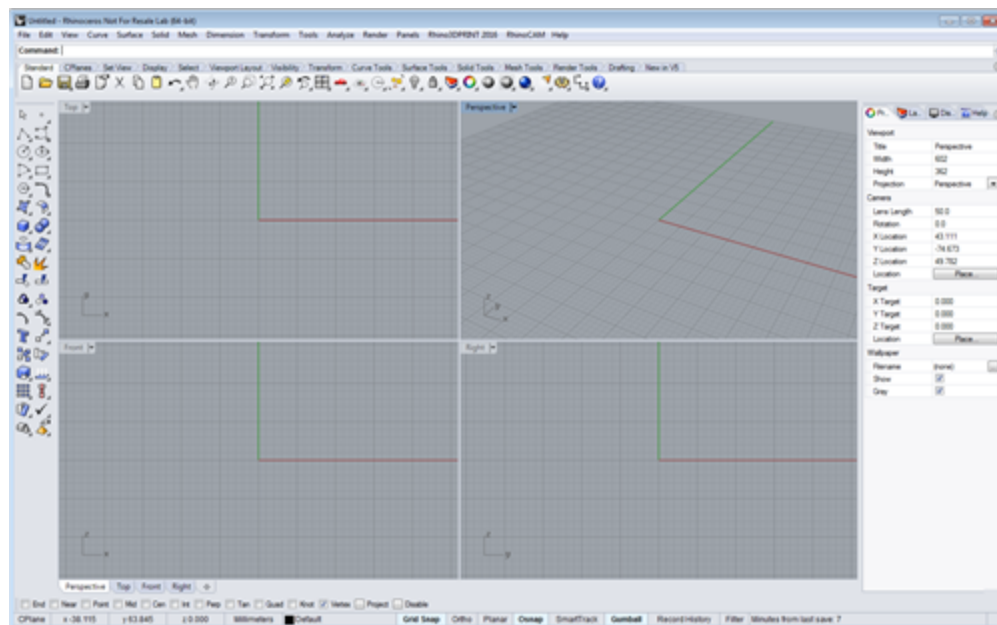 Untitled - Rhinoceros Not For Resale Lab (64-bit)
File Edit View Curve Surface Solid Mesh Dimension Transform Tools Analyze Render Panels Rhino3DPRINT 2016 RhinoCAM Help
Command:
Standard CPlanes Set View Display Select Viewport Layout Visibility Transform Curve Tools Surface Tools Solid Tools Mesh Tools Render Tools Drafting New in V5
Top
Perspective
Pr.. La.. Dis.. Help
Viewport
Title Perspective
Width 602
Height 362
Projection Perspective
Camera
Lens Length 50.0
Rotation 0.0
X Location 43.111
Y Location -74.673
Z Location 49.782
Location Place...
Target
X Target 0.000
Y Target 0.000
Z Target 0.000
Location Place...
Wallpaper
Filename (none)
Show
Gray
y
x
z
y
x
Front
Right
z
x
z
y
Perspective Top Front Right
End Near Point Mid Cen Int Perp Tan Quad Knot Vertex Project Disable
CPlane x -38.115 y 63.845 z 0.000 Millimeters Default Grid Snap Ortho Planar Osnap SmartTrack Gumball Record History Filter Minutes from last save: 7